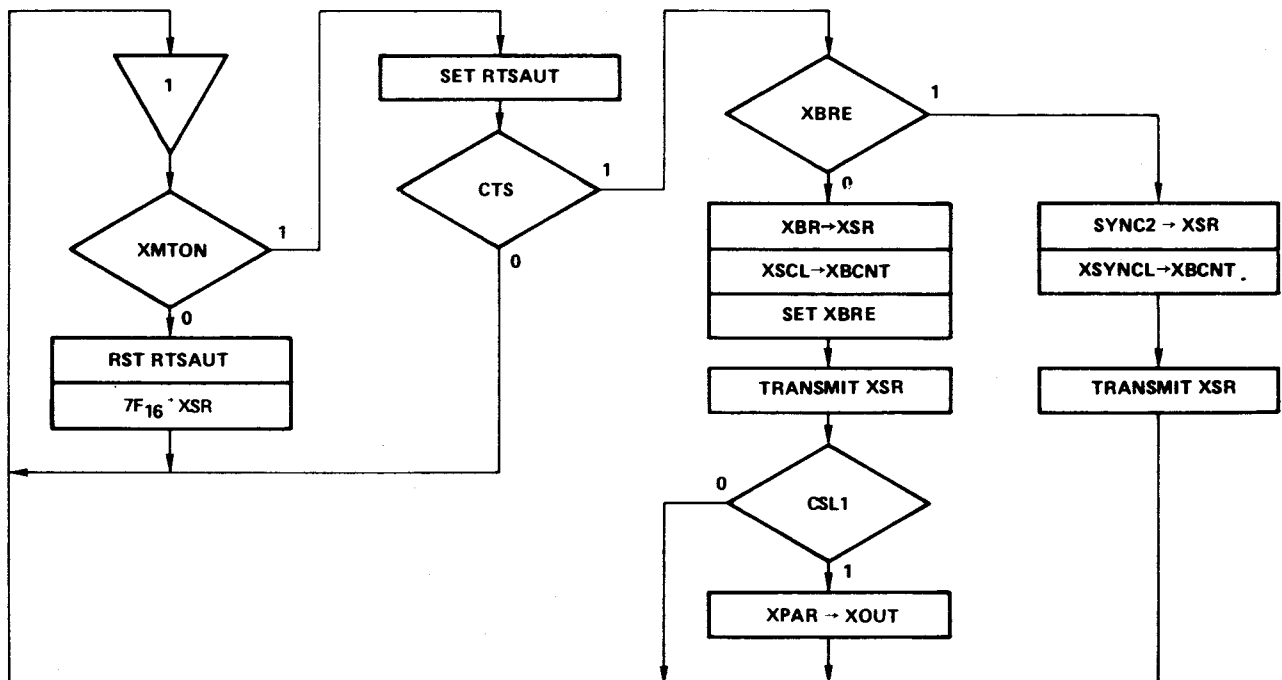 1
XMTON
1
0
RST RTSAUT
7F16 XSR
SET RTSAUT
CTS
1
0
XBRE
1
0
XBR→XSR
XSCL→XBCNT
SET XBRE
TRANSMIT XSR
CSL1
0
1
XPAR → XOUT
SYNC2 → XSR
XSYNCL→XBCNT
TRANSMIT XSR